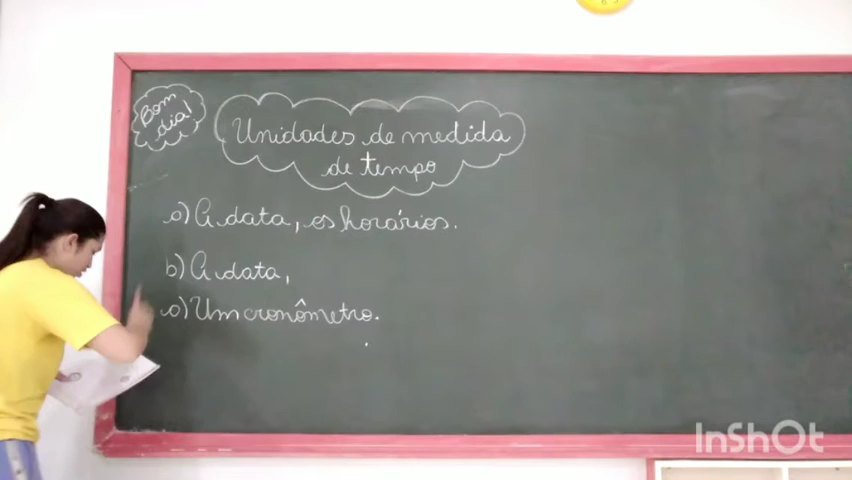 Bom
dia!
Unidades de medida
de tempo
a) A data, os horários.
b) A data,
a) Um cronômetro.
InShOt